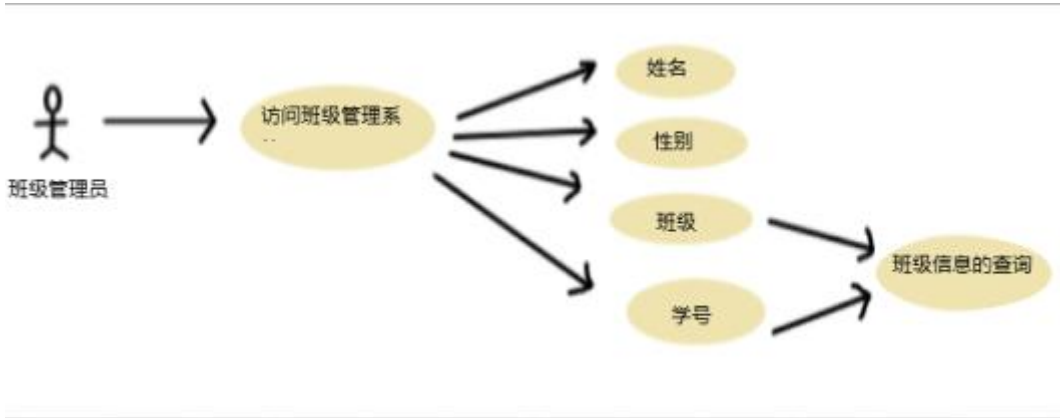 班级管理员
访问班级管理系
姓名
性别
班级
学号
班级信息的查询